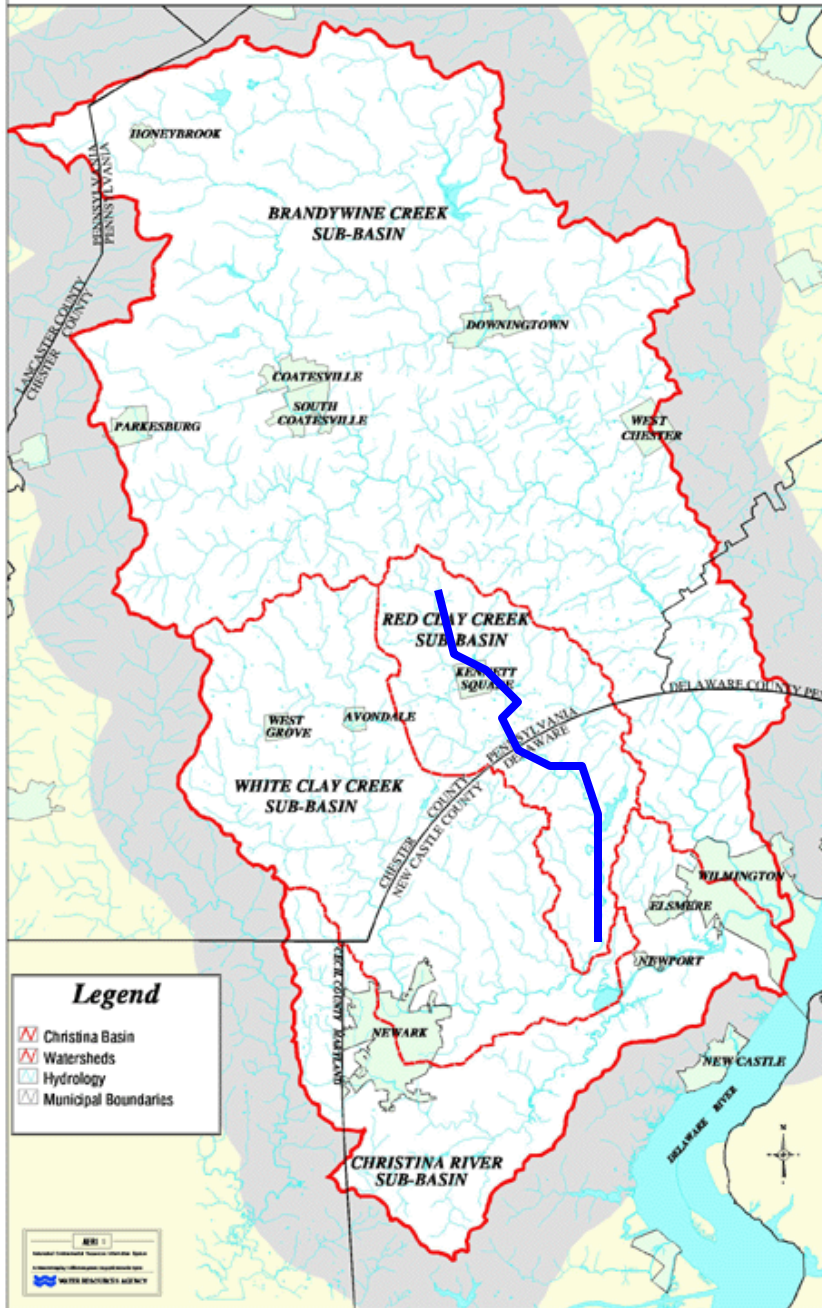 HONEYBROOK
PENNSYLVANIA
PENNSYLVANIA
BRANDYWINE CREEK
SUB-BASIN
LANCASTER COUNTY
CHESTER COUNTY
DOWNINGTOWN
COATESVILLE
SOUTH
COATESVILLE
PARKESBURG
WEST
CHESTER
RED CLAY CREEK
SUB-BASIN
KENNETT
SQUARE
DELAWARE COUNTY PEN
PENNSYLVANIA
DELAWARE
WEST
GROVE
AVONDALE
WHITE CLAY CREEK
SUB-BASIN
CHESTER COUNTY
NEW CASTLE COUNTY
WILMINGTON
ELSMERE
NEWPORT
CECIL COUNTY MARYLAND
NEWARK
NEW CASTLE
DELAWARE RIVER
CHRISTINA RIVER
SUB-BASIN
N
Legend
Christina Basin
Watersheds
Hydrology
Municipal Boundaries
WATER RESOURCES AGENCY